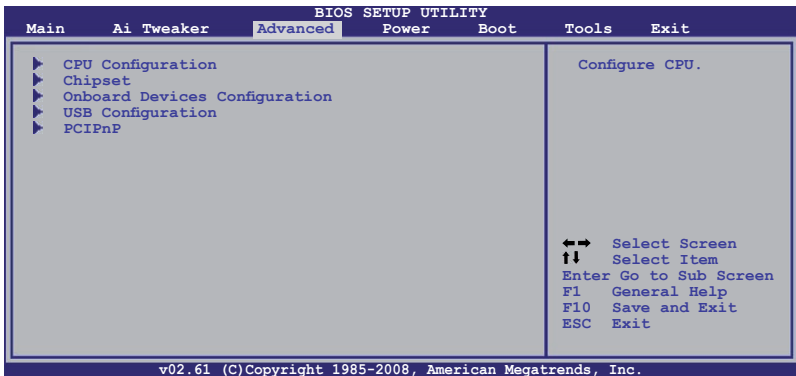 BIOS SETUP UTILITY
Main Ai Tweaker Advanced Power Boot Tools Exit
CPU Configuration
Chipset
Onboard Devices Configuration
USB Configuration
PCIPnP
Configure CPU.
Select Screen
Select Item
Enter Go to Sub Screen
F1 General Help
F10 Save and Exit
ESC Exit
v02.61 (C)Copyright 1985-2008, American Megatrends, Inc.